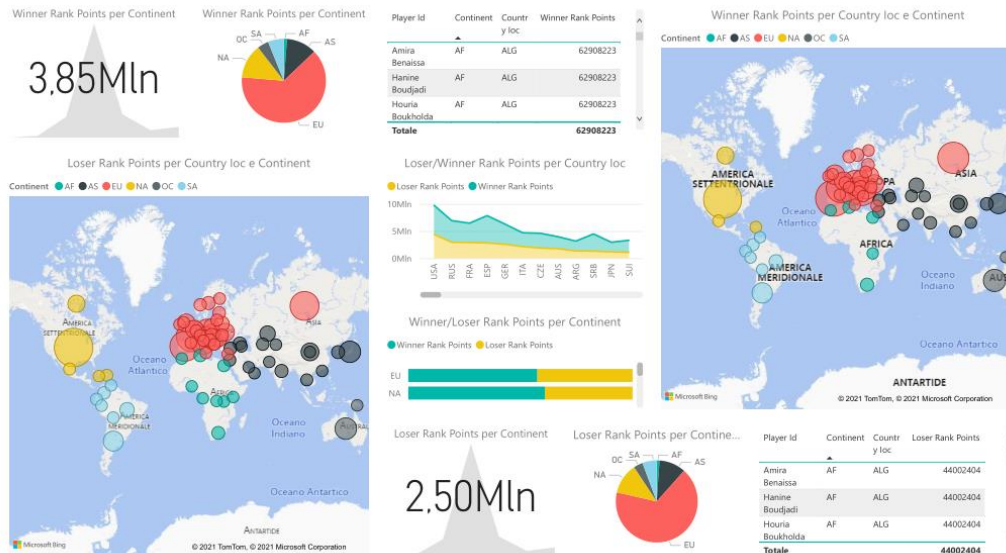 Winner Rank Points per Continent
3,85Mln
Winner Rank Points per Continent
SA
AF
OC
AS
NA
EU
Player Id Continent Countr y loc Winner Rank Points
Amira Benaissa AF ALG 62908223
Hanine Boudjadi AF ALG 62908223
Houria Boukholda AF ALG 62908223
Totale 62908223
Winner Rank Points per Country loc e Continent
Continent AF AS EU NA OC SA
AMERICA
SETTENTRIONALE
PA
ASIA
Oceano
Atlantico
AFRICA
AMERICA
MERIDIONALE
Oceano
Indiano
AUS
Oceano Antartico
ANTARTIDE
Microsoft Bing
© 2021 TomTom, © 2021 Microsoft Corporation
Loser Rank Points per Country loc e Continent
Continent AF AS EU NA OC SA
AMERICA
Asia
Oceano
Atlantico
AMERICA
MERIDIONALE
Oceano
Indiano
Oceano Antartico
ANTARTIDE
Microsoft Bing
© 2021 TomTom, © 2021 Microsoft Corporation
Loser/Winner Rank Points per Country loc
Loser Rank Points Winner Rank Points
10Mln
5Mln
0Mln
USA RUS FRA ESP GER ITA CZE AUS ARG SRB JPN SUI
Winner/Loser Rank Points per Continent
Winner Rank Points Loser Rank Points
EU
NA
Loser Rank Points per Continent
2,50Mln
Loser Rank Points per Contine...
SA
AF
OC
AS
NA
EU
Player Id Continent Countr y loc Loser Rank Points
Amira Benaissa AF ALG 44002404
Hanine Boudjadi AF ALG 44002404
Houria Boukholda AF ALG 44002404
Totale 44002404